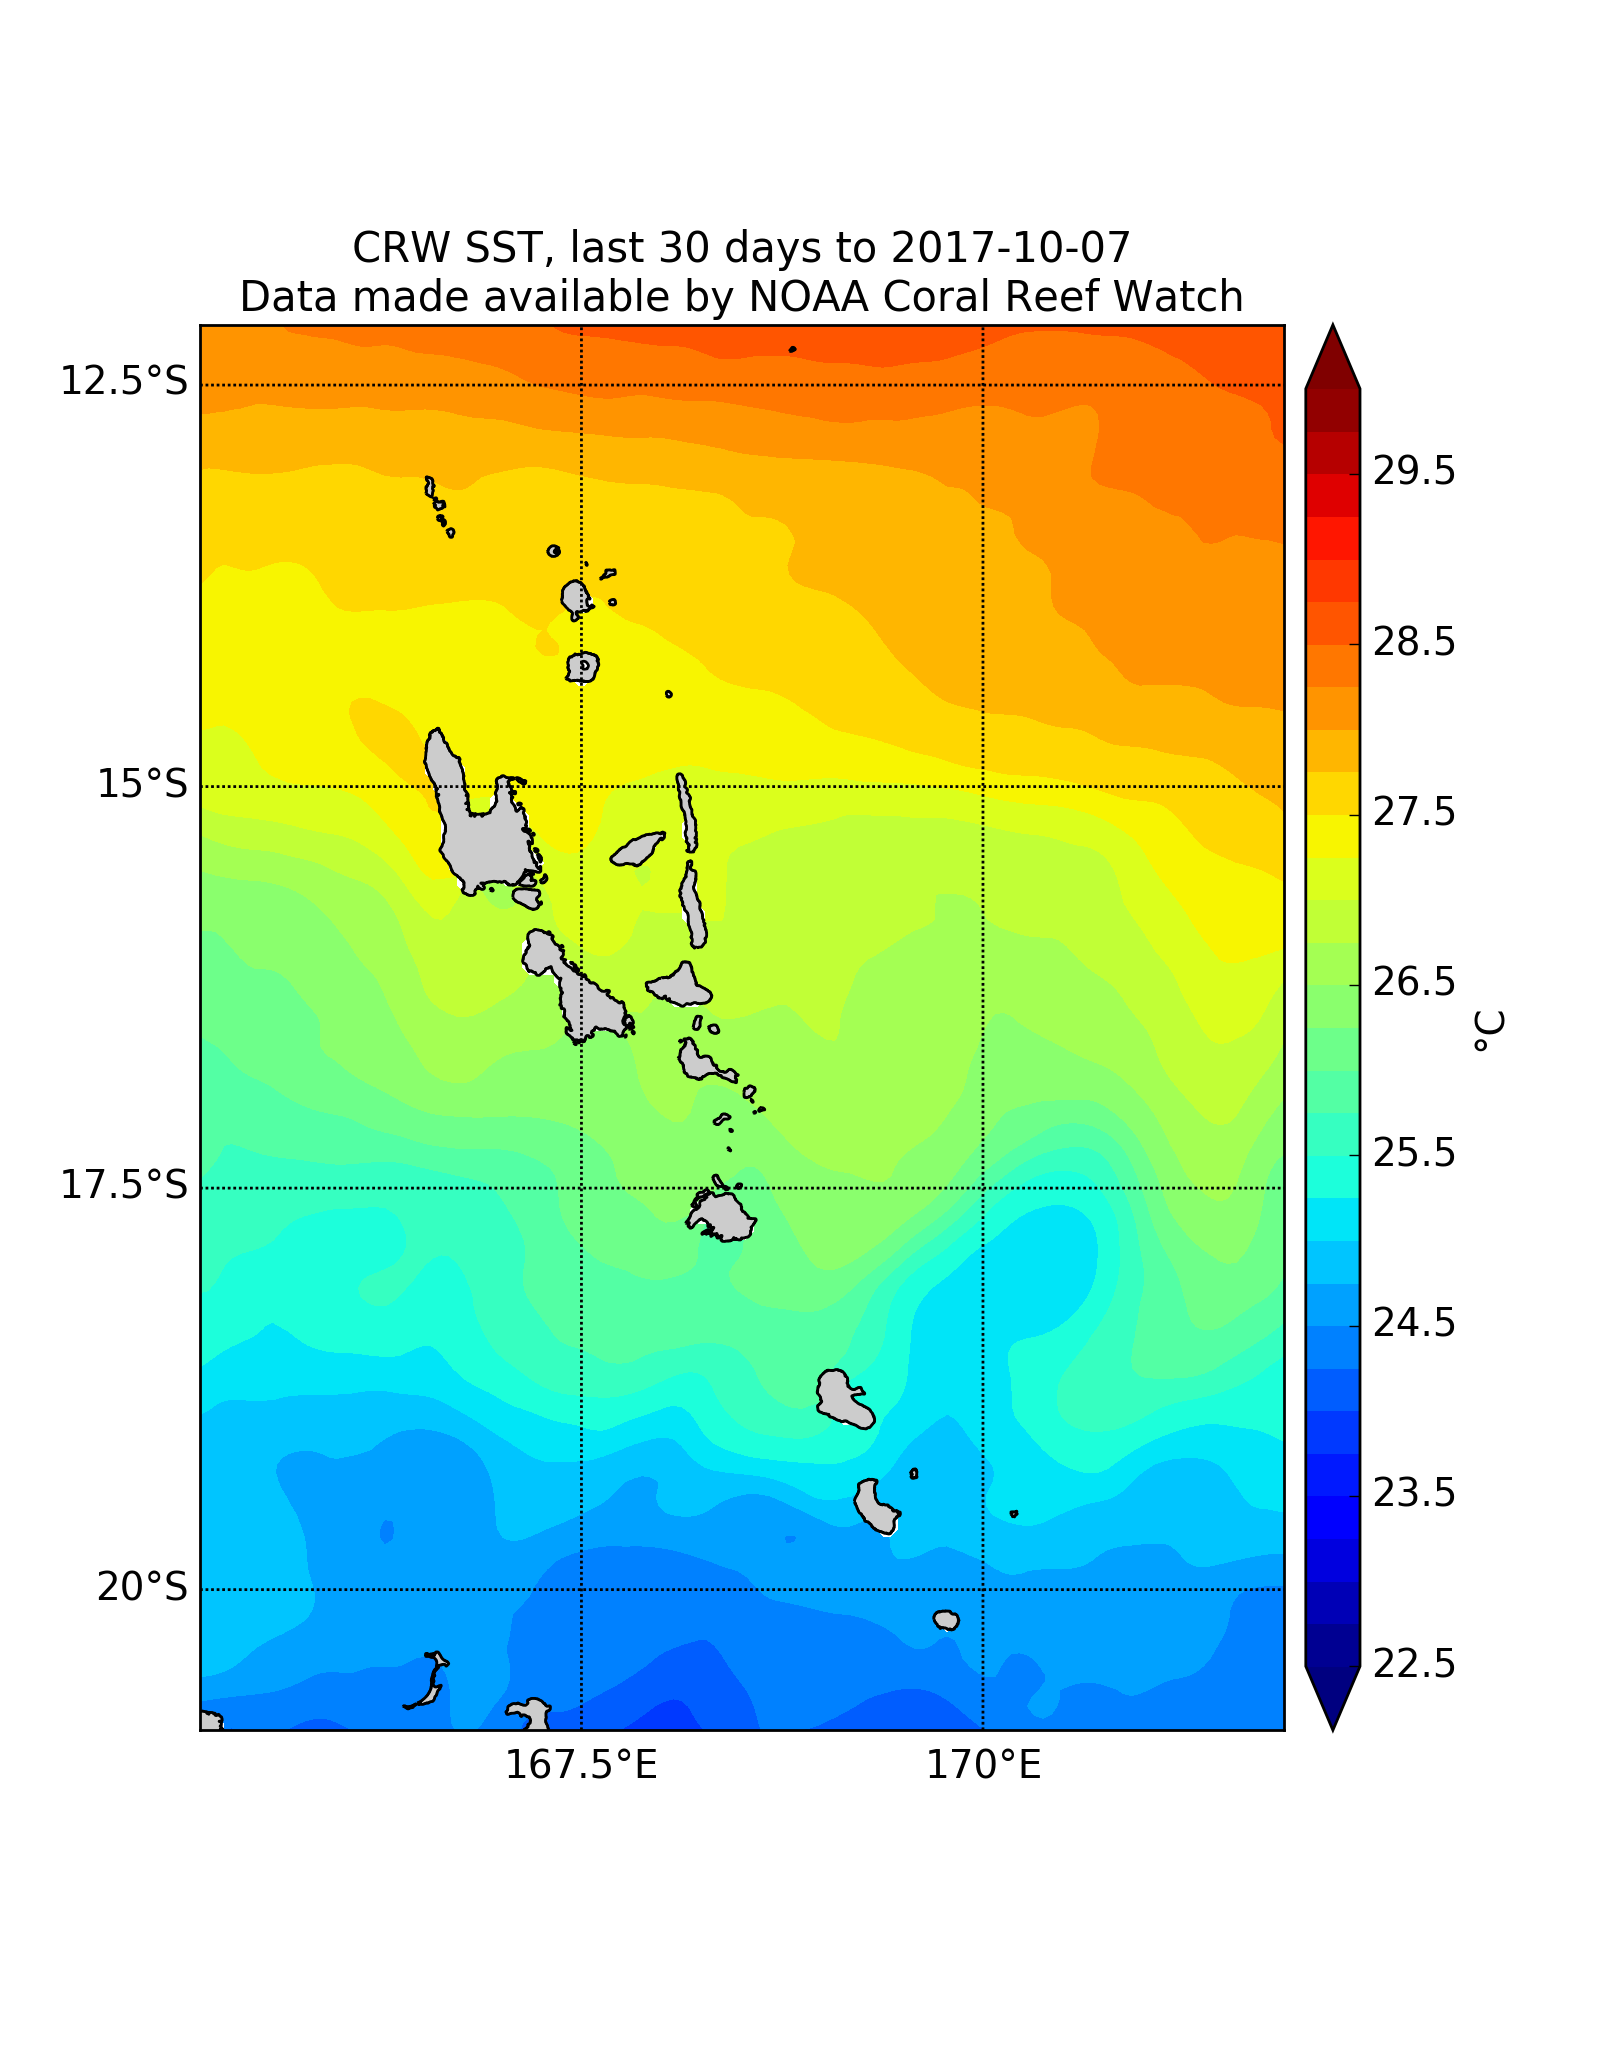 CRW SST, last 30 days to 2017-10-07
Data made available by NOAA Coral Reef Watch
12.5°S
15°S
17.5°S
20°S
167.5°E
170°E
29.5
28.5
27.5
26.5
25.5
24.5
23.5
22.5
°C